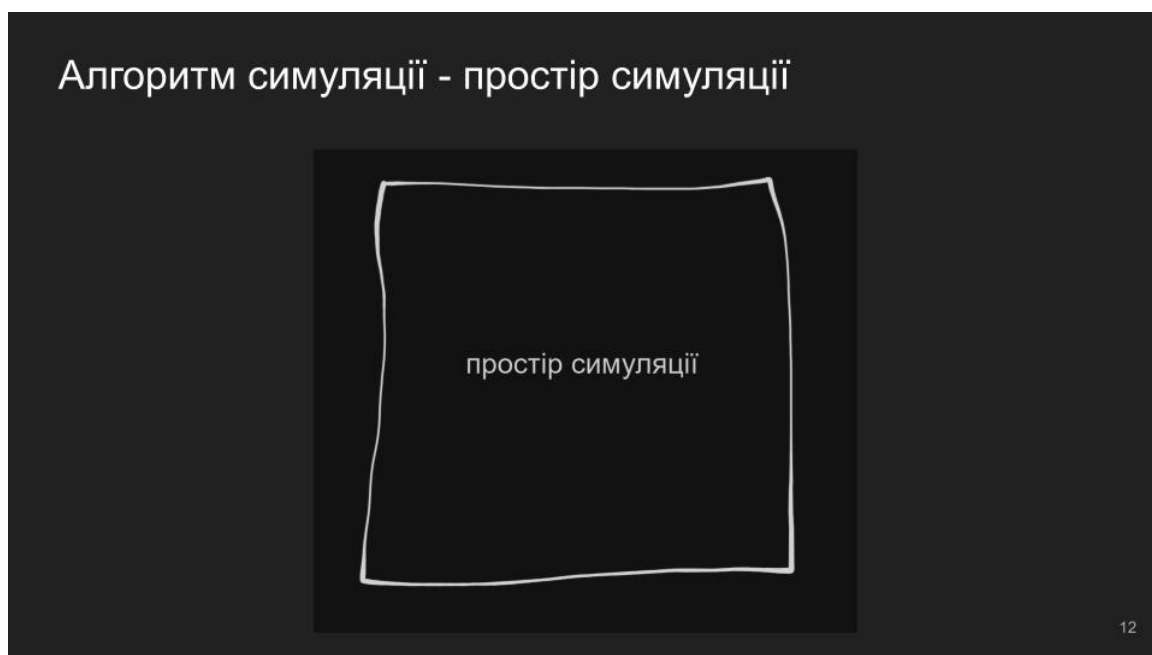 Алгоритм симуляції - простір симуляції
простір симуляції
12